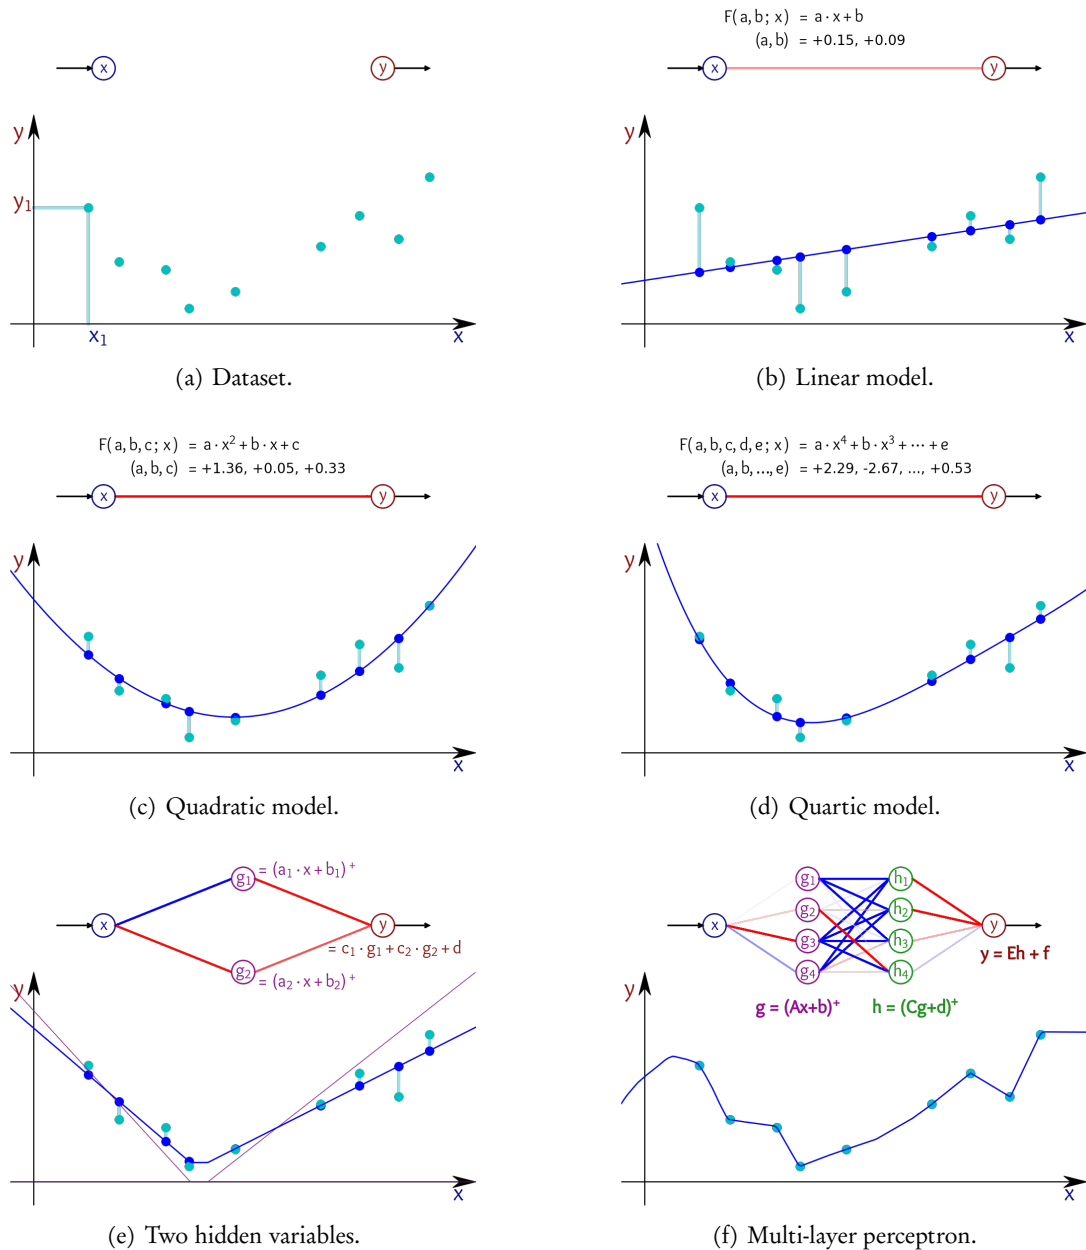 x
y
y
y₁
x₁
x
(a) Dataset.
F(a,b; x) = a·x+b
(a,b) = +0.15, +0.09
x
y
y
x
(b) Linear model.
F(a,b,c; x) = a·x²+b·x+c
(a,b,c) = +1.36, +0.05, +0.33
x
y
y
x
(c) Quadratic model.
F(a,b,c,d,e; x) = a·x⁴+b·x³+⋯+e
(a,b,...,e) = +2.29, -2.67, ..., +0.53
x
y
y
x
(d) Quartic model.
g₁ = (a₁·x+b₁)⁺
x
y
= c₁·g₁+c₂·g₂+d
g₂ = (a₂·x+b₂)⁺
y
x
(e) Two hidden variables.
g₁ h₁
g₂ h₂
x
y
g₃ h₃
y = Eh + f
g₄ h₄
g = (Ax+b)⁺ h = (Cg+d)⁺
y
x
(f) Multi-layer perceptron.